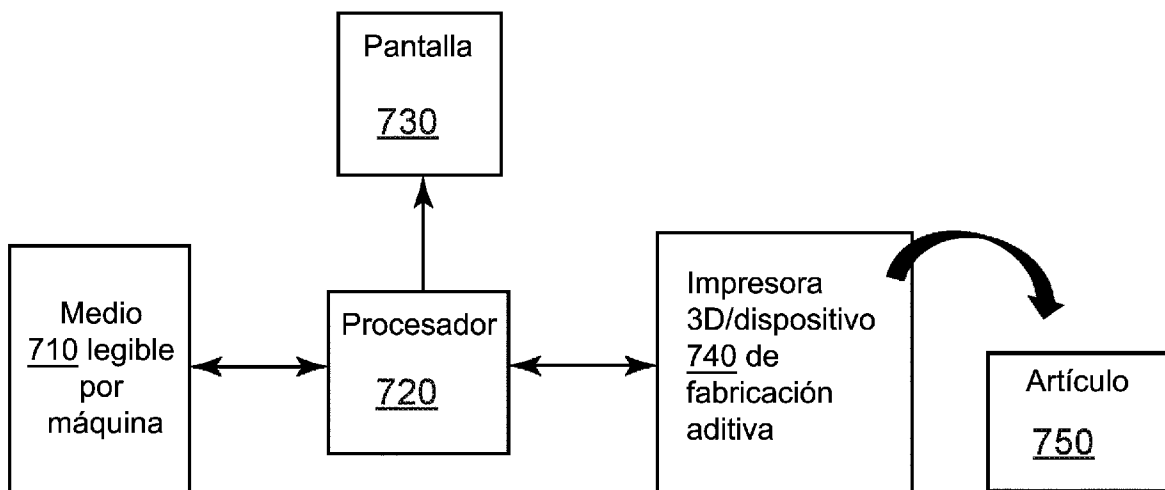 Pantalla
730
Medio
710 legible
por
máquina
Procesador
720
Impresora
3D/dispositivo
740 de
fabricación
aditiva
Artículo
750